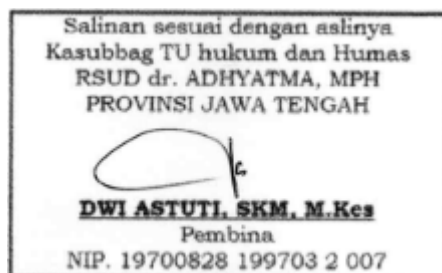 Salinan sesuai dengan aslinya
Kasubbag TU hukum dan Humas
RSUD dr. ADHYATMA, MPH
PROVINSI JAWA TENGAH
DWI ASTUTI, SKM, M.Kes
Pembina
NIP. 19700828 199703 2 007